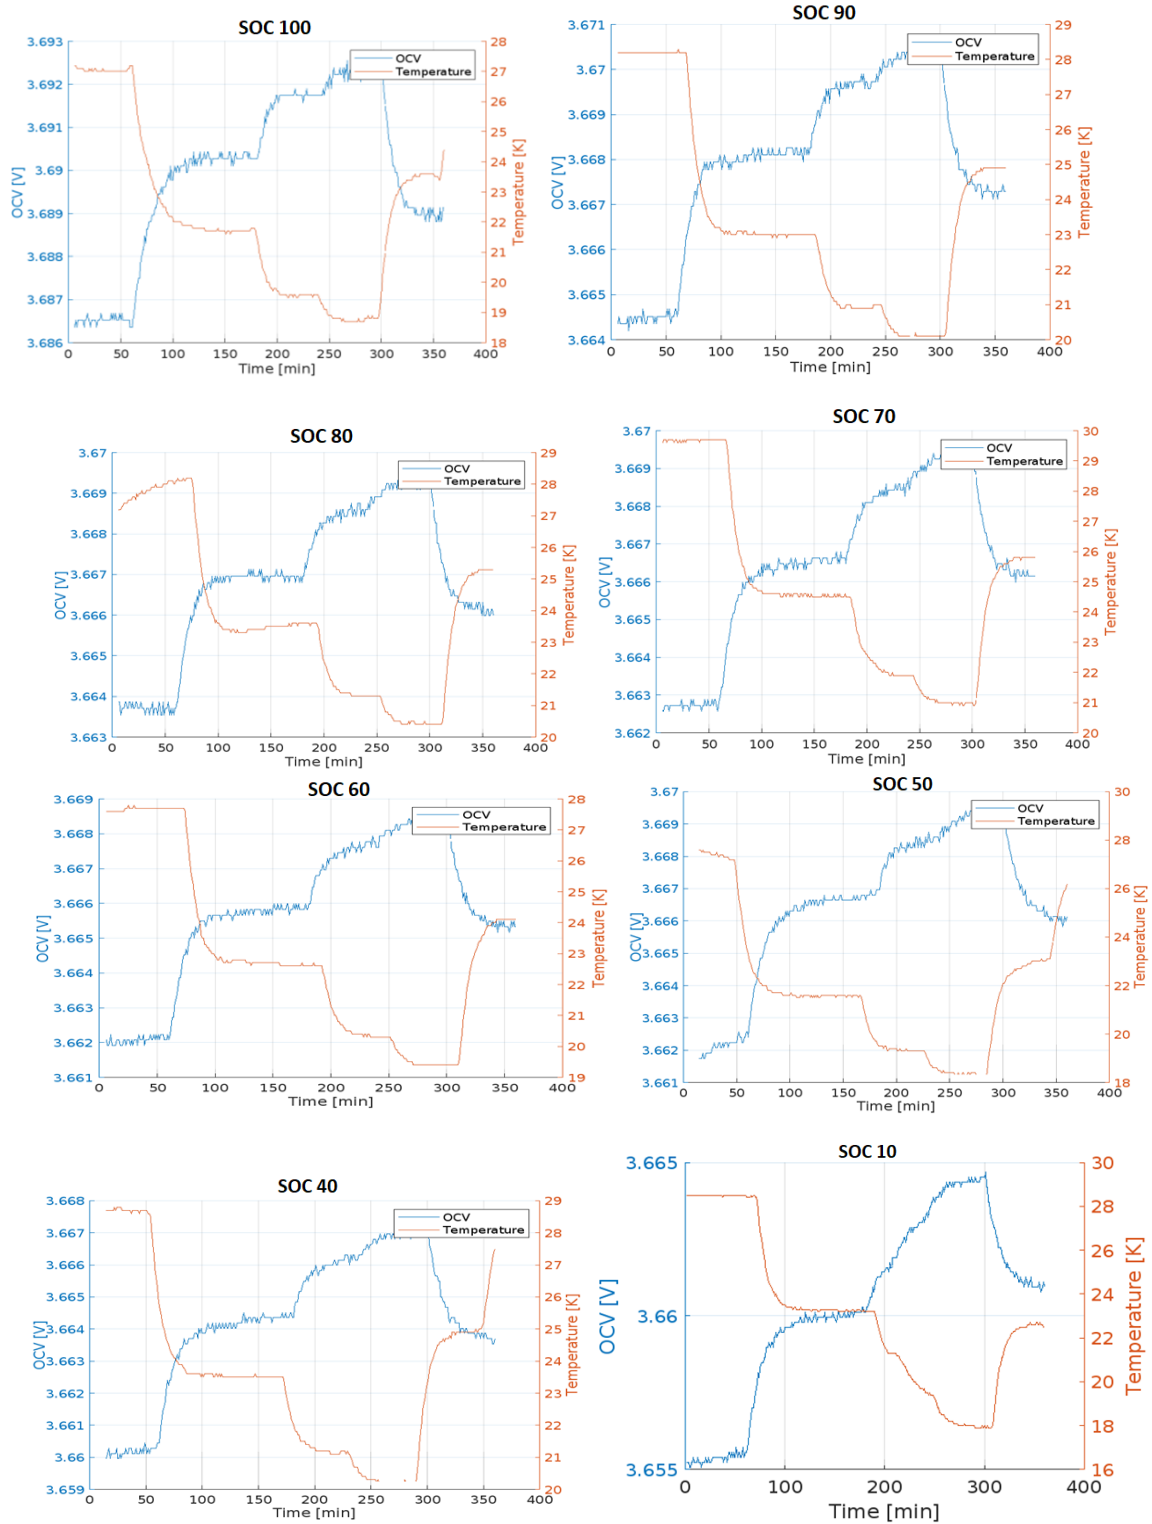 SOC 100
3.693
3.692
3.691
3.69
3.689
3.688
3.687
3.686
OCV [V]
28
27
26
25
24
23
22
21
20
19
18
Temperature [K]
OCV
Temperature
0 50 100 150 200 250 300 350 400
Time [min]
SOC 90
3.671
3.67
3.669
3.668
3.667
3.666
3.665
3.664
OCV [V]
29
28
27
26
25
24
23
22
21
20
Temperature [K]
OCV
Temperature
0 50 100 150 200 250 300 350 400
Time [min]
SOC 80
3.67
3.669
3.668
3.667
3.666
3.665
3.664
3.663
OCV [V]
29
28
27
26
25
24
23
22
21
20
Temperature [K]
OCV
Temperature
0 50 100 150 200 250 300 350 400
Time [min]
SOC 70
3.67
3.669
3.668
3.667
3.666
3.665
3.664
3.663
3.662
OCV [V]
30
29
28
27
26
25
24
23
22
21
20
Temperature [K]
OCV
Temperature
0 50 100 150 200 250 300 350 400
Time [min]
SOC 60
3.669
3.668
3.667
3.666
3.665
3.664
3.663
3.662
3.661
OCV [V]
28
27
26
25
24
23
22
21
20
19
Temperature [K]
OCV
Temperature
0 50 100 150 200 250 300 350 400
Time [min]
SOC 50
3.67
3.669
3.668
3.667
3.666
3.665
3.664
3.663
3.662
3.661
OCV [V]
30
28
26
24
22
20
18
Temperature [K]
OCV
Temperature
0 50 100 150 200 250 300 350 400
Time [min]
SOC 40
3.668
3.667
3.666
3.665
3.664
3.663
3.662
3.661
3.66
3.659
OCV [V]
29
28
27
26
25
24
23
22
21
20
Temperature [K]
OCV
Temperature
0 50 100 150 200 250 300 350 400
Time [min]
SOC 10
3.665
3.66
3.655
OCV [V]
30
28
26
24
22
20
18
16
Temperature [K]
0 100 200 300 400
Time [min]